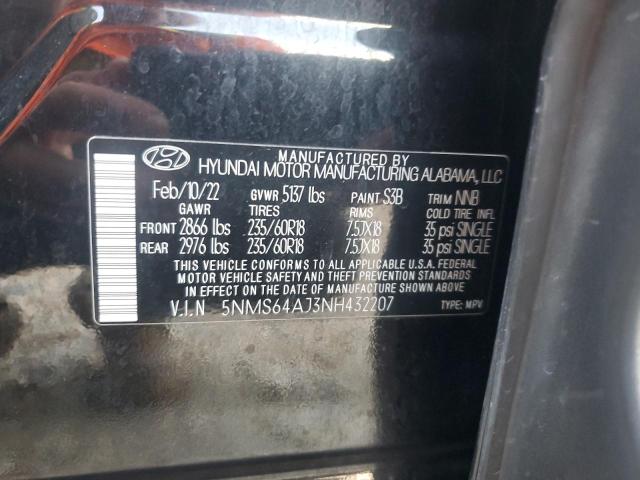 MANUFACTURED BY
HYUNDAI MOTOR MANUFACTURING ALABAMA, LLC
Feb/10/22 GVWR 5137 lbs PAINT S3B TRIM NNB
GAWR TIRES RIMS COLD TIRE INFL
FRONT 2866 lbs 235/60R18 7.5JX18 35 psi SINGLE
REAR 2976 lbs 235/60R18 7.5JX18 35 psi SINGLE
THIS VEHICLE CONFORMS TO ALL APPLICABLE U.S.A. FEDERAL
MOTOR VEHICLE SAFETY AND THEFT PREVENTION STANDARDS
IN EFFECT ON THE DATE OF MANUFACTURE SHOWN ABOVE.
V.I.N 5NMS64AJ3NH432207 TYPE: MPV